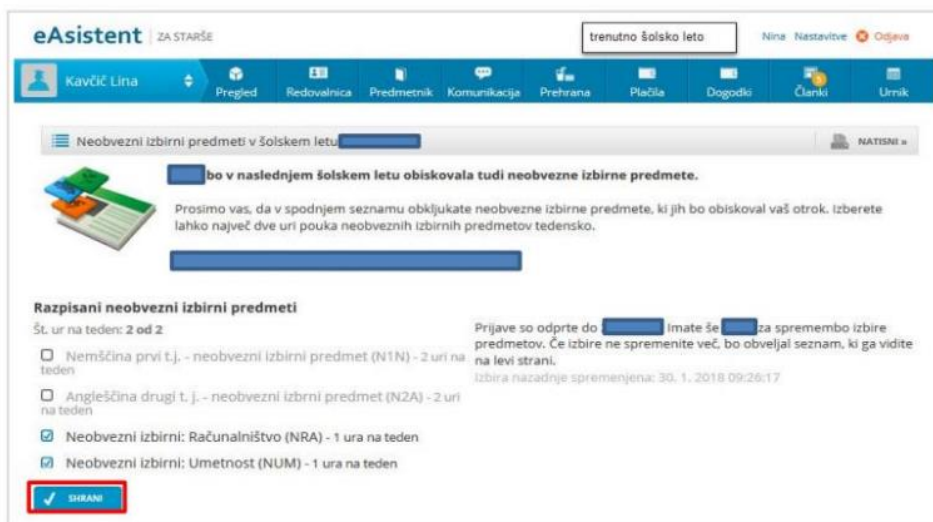 eAsistent ZA STARŠE
trenutno šolsko leto
Nina Nastavitve Odjava
Kavčič Lina
Pregled Redovalnica Predmetnik Komunikacija Prehrana Plačila Dogodki Članki Urnik
Neobvezni izbirni predmeti v šolskem letu
NATISNI »
bo v naslednjem šolskem letu obiskovala tudi neobvezne izbirne predmete.
Prosimo vas, da v spodnjem seznamu obkljukate neobvezne izbirne predmete, ki jih bo obiskoval vaš otrok. Izberete
lahko največ dve uri pouka neobveznih izbirnih predmetov tedensko.
Razpisani neobvezni izbirni predmeti
Št. ur na teden: 2 od 2
Nemščina prvi t.j. - neobvezni izbirni predmet (N1N) - 2 uri na
teden
Angleščina drugi t. j. - neobvezni izbrni predmet (N2A) - 2 uri
na teden
Neobvezni izbirni: Računalništvo (NRA) - 1 ura na teden
Neobvezni izbirni: Umetnost (NUM) - 1 ura na teden
SHRANI
Prijave so odprte do Imate še za spremembo izbire
predmetov. Če izbire ne spremenite več, bo obveljal seznam, ki ga vidite
na levi strani.
Izbira nazadnje spremenjena: 30. 1. 2018 09:26:17